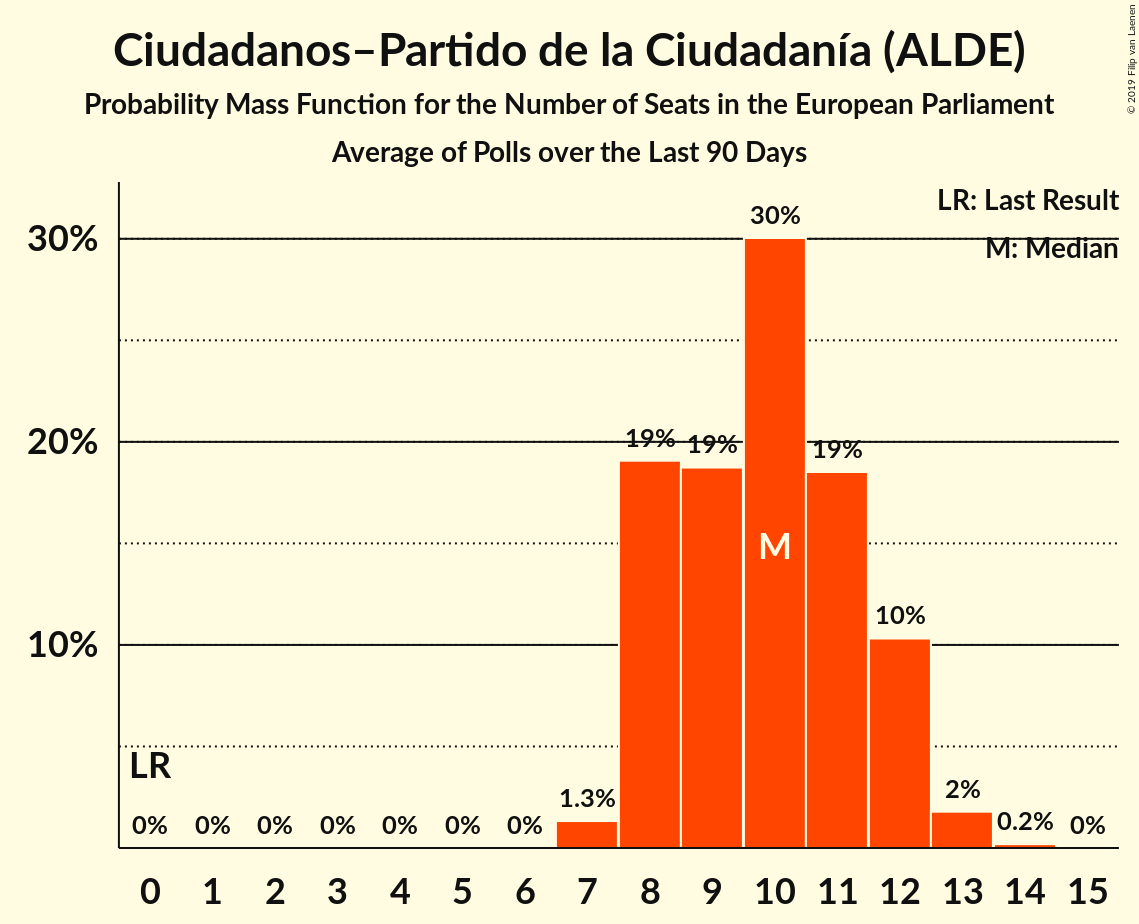 Ciudadanos–Partido de la Ciudadanía (ALDE)
Probability Mass Function for the Number of Seats in the European Parliament
Average of Polls over the Last 90 Days
© 2019 Filip van Laenen
LR: Last Result
M: Median
30%
20%
10%
30%
19% 19% 19%
M
10%
LR
0% 0% 0% 0% 0% 0% 0% 1.3% 2% 0.2% 0%
0 1 2 3 4 5 6 7 8 9 10 11 12 13 14 15